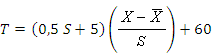 T = (0,5 S + 5) ( X − X̅ / S ) + 60